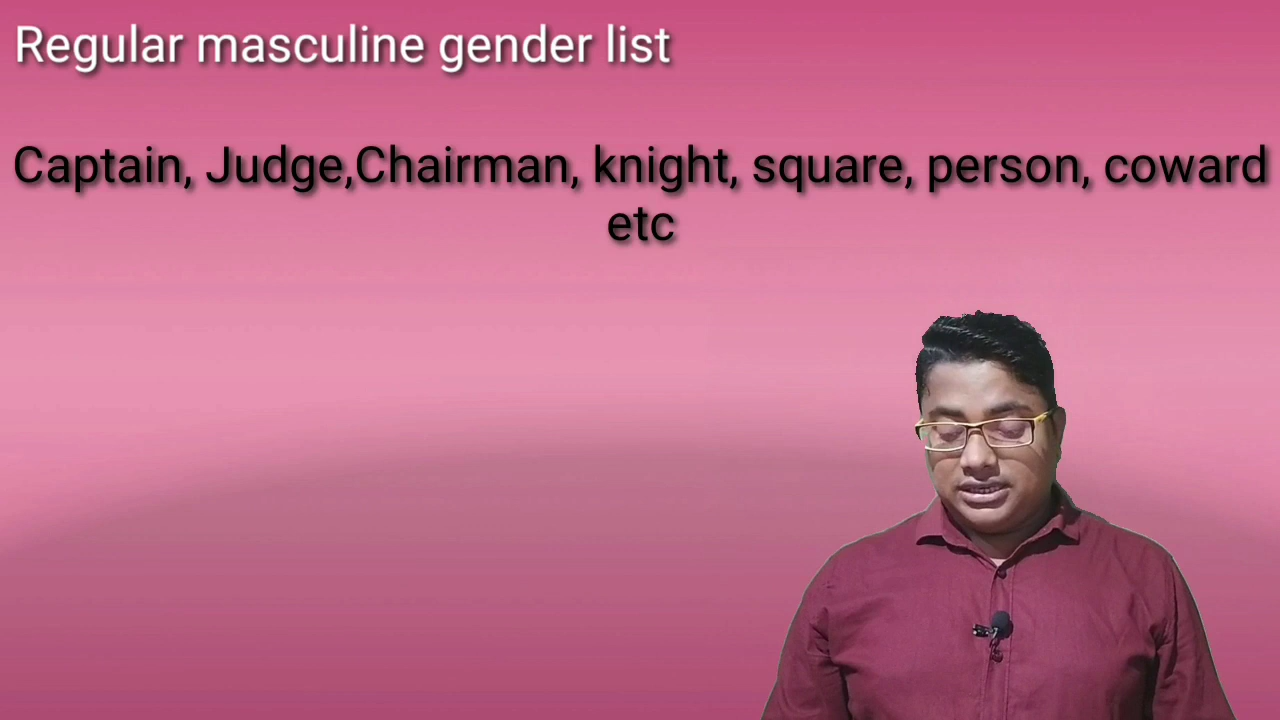 Regular masculine gender list
Captain, Judge,Chairman, knight, square, person, coward
etc